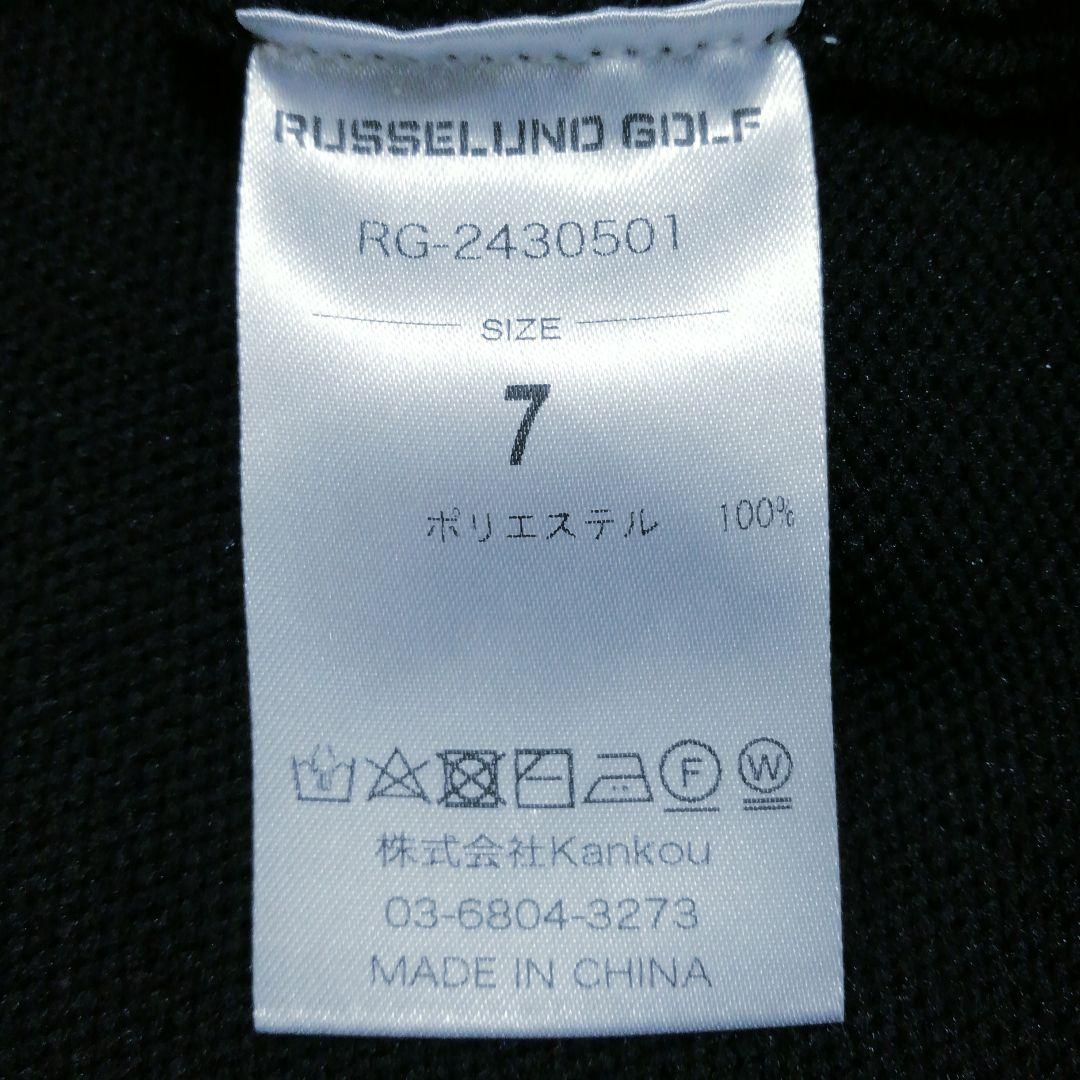 RUSSELUNO GOLF
RG-2430501
SIZE
7
ポリエステル 100%
F W
株式会社Kankou
03-6804-3273
MADE IN CHINA